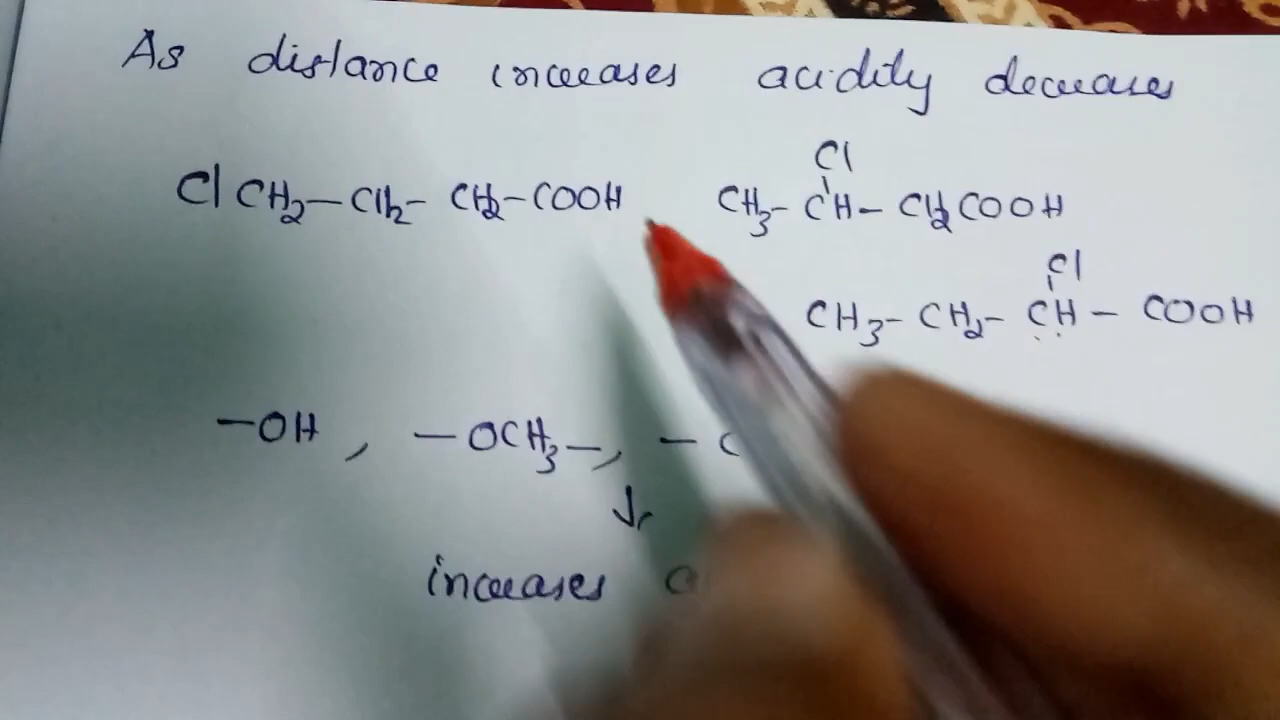 As distance increases acidity decreases
Cl
ClCH₂—CH₂- CH₂-COOH CH₃- CH- CH₂COOH
Cl
CH₃- CH₂- CH — COOH
—OH , — OCH₃—, —
↓
increases